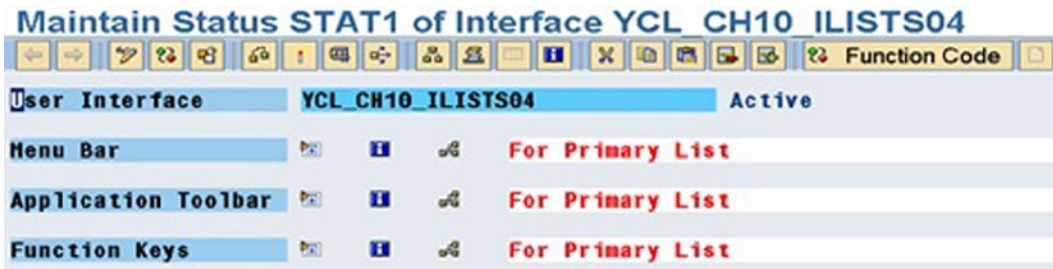 Maintain Status STAT1 of Interface YCL_CH10_ILISTS04
Function Code
User Interface YCL_CH10_ILISTS04 Active
Menu Bar For Primary List
Application Toolbar For Primary List
Function Keys For Primary List